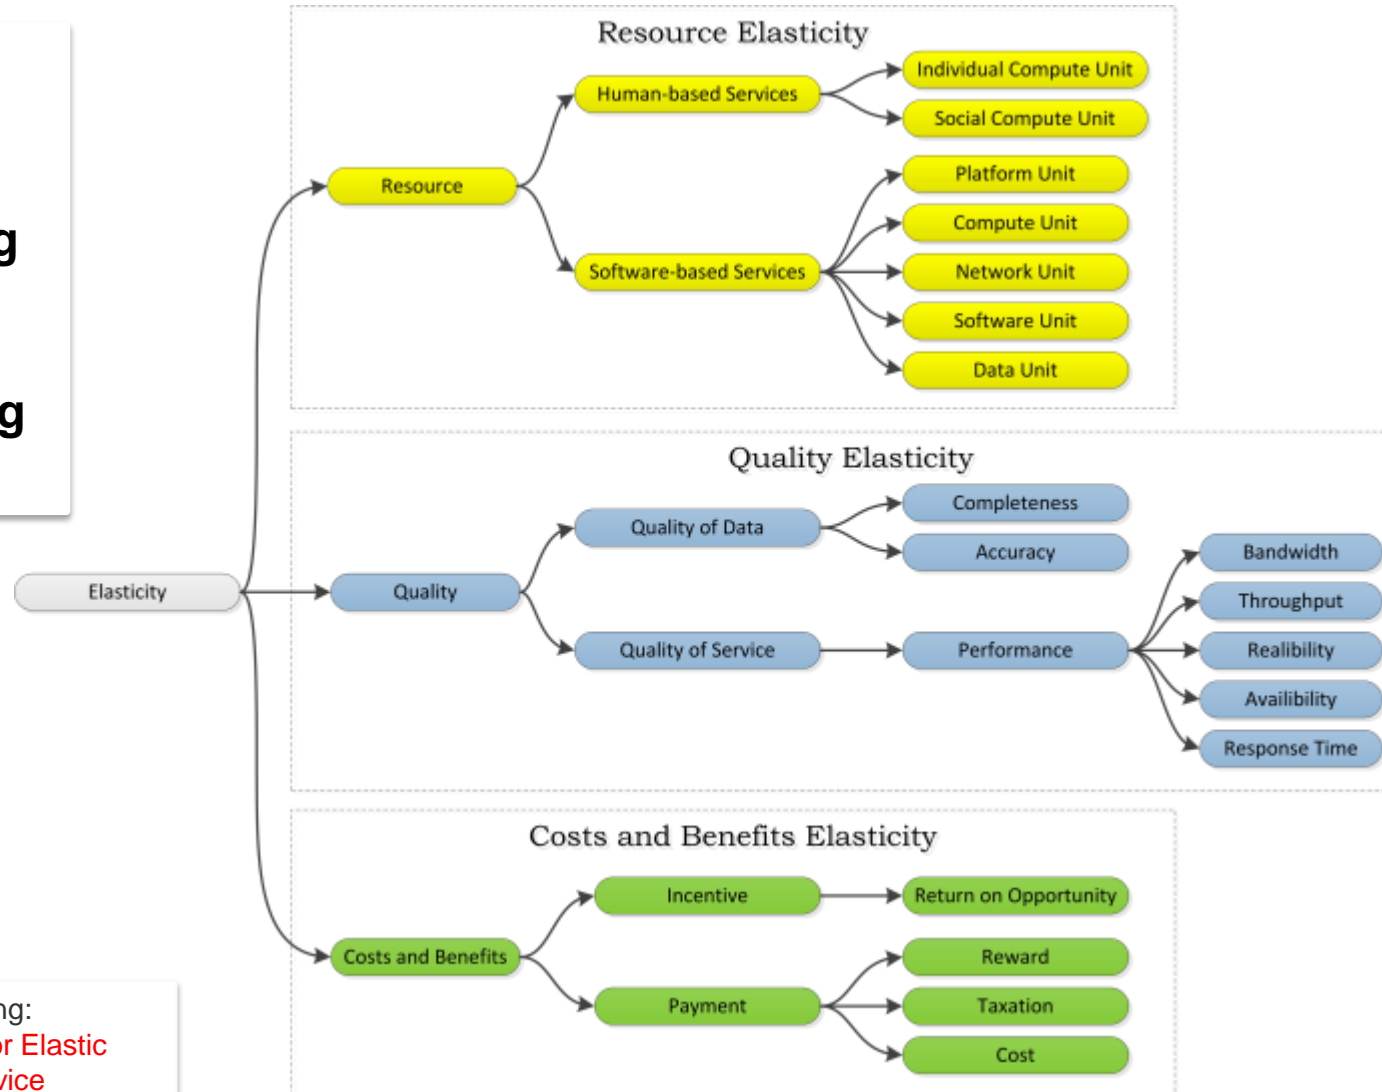 Resource Elasticity
Individual Compute Unit
Human-based Services
Social Compute Unit
Platform Unit
Resource
Compute Unit
g
Software-based Services
Network Unit
Software Unit
Data Unit
g
Quality Elasticity
Completeness
Quality of Data
Accuracy
Bandwidth
Elasticity
Quality
Throughput
Quality of Service
Performance
Realibility
Availibility
Response Time
Costs and Benefits Elasticity
Incentive
Return on Opportunity
Costs and Benefits
Reward
Payment
Taxation
Cost
ng:
or Elastic
vice